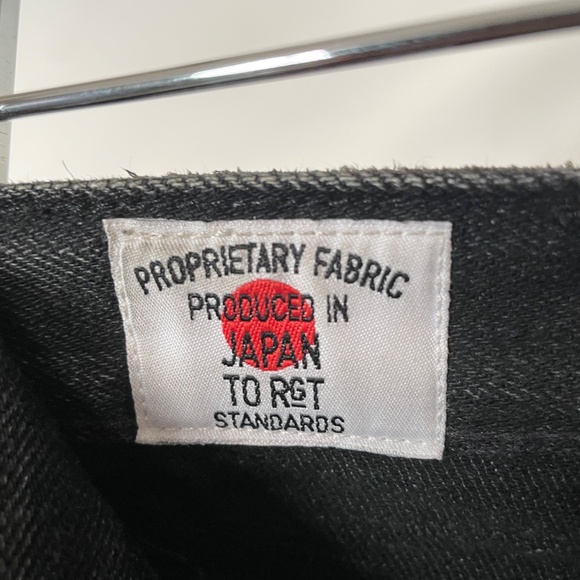 PROPRIETARY FABRIC
PRODUCED IN
JAPAN
TO R&T
STANDARDS